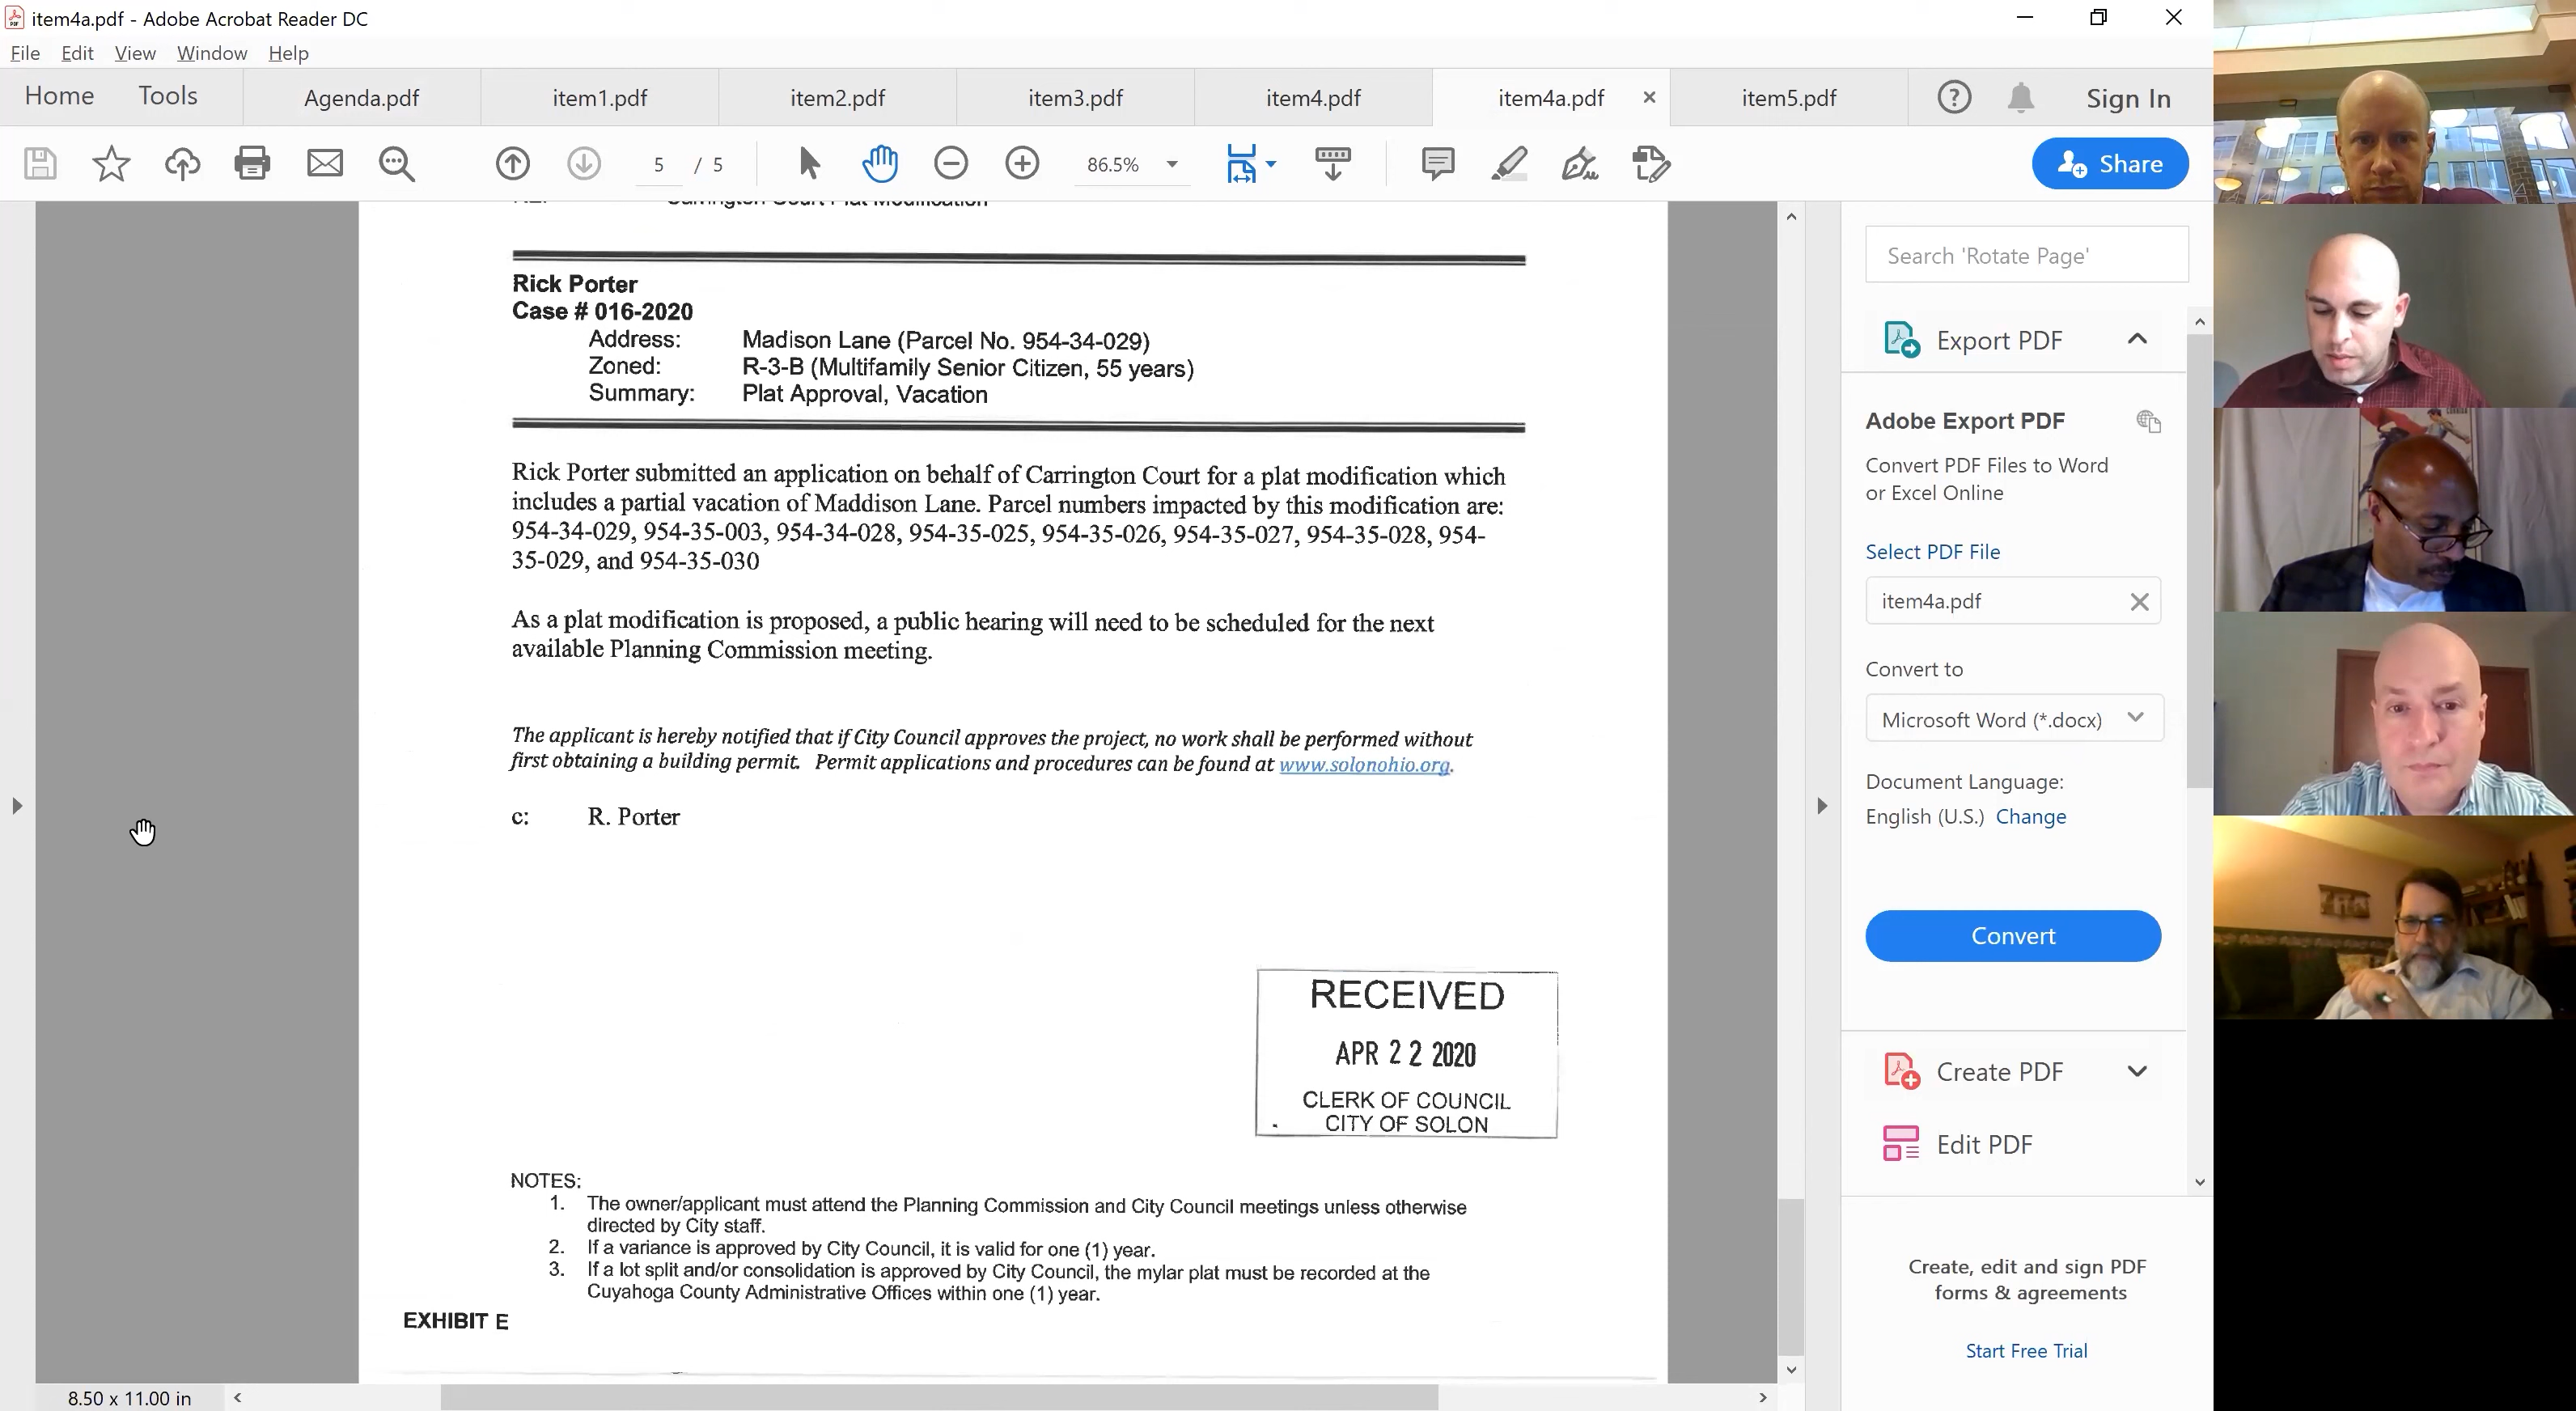 item4a.pdf - Adobe Acrobat Reader DC
File Edit View Window Help
Home Tools Agenda.pdf item1.pdf item2.pdf item3.pdf item4.pdf item4a.pdf item5.pdf Sign In
5 / 5 86.5% Share
Carrington Court Plat Modification
Rick Porter
Case # 016-2020
Address: Madison Lane (Parcel No. 954-34-029)
Zoned: R-3-B (Multifamily Senior Citizen, 55 years)
Summary: Plat Approval, Vacation
Rick Porter submitted an application on behalf of Carrington Court for a plat modification which
includes a partial vacation of Maddison Lane. Parcel numbers impacted by this modification are:
954-34-029, 954-35-003, 954-34-028, 954-35-025, 954-35-026, 954-35-027, 954-35-028, 954-
35-029, and 954-35-030
As a plat modification is proposed, a public hearing will need to be scheduled for the next
available Planning Commission meeting.
The applicant is hereby notified that if City Council approves the project, no work shall be performed without
first obtaining a building permit. Permit applications and procedures can be found at www.solonohio.org.
c: R. Porter
RECEIVED
APR 22 2020
CLERK OF COUNCIL
CITY OF SOLON
NOTES:
1. The owner/applicant must attend the Planning Commission and City Council meetings unless otherwise
directed by City staff.
2. If a variance is approved by City Council, it is valid for one (1) year.
3. If a lot split and/or consolidation is approved by City Council, the mylar plat must be recorded at the
Cuyahoga County Administrative Offices within one (1) year.
EXHIBIT E
8.50 x 11.00 in
Search 'Rotate Page'
Export PDF
Adobe Export PDF
Convert PDF Files to Word
or Excel Online
Select PDF File
item4a.pdf
Convert to
Microsoft Word (*.docx)
Document Language:
English (U.S.) Change
Convert
Create PDF
Edit PDF
Create, edit and sign PDF
forms & agreements
Start Free Trial